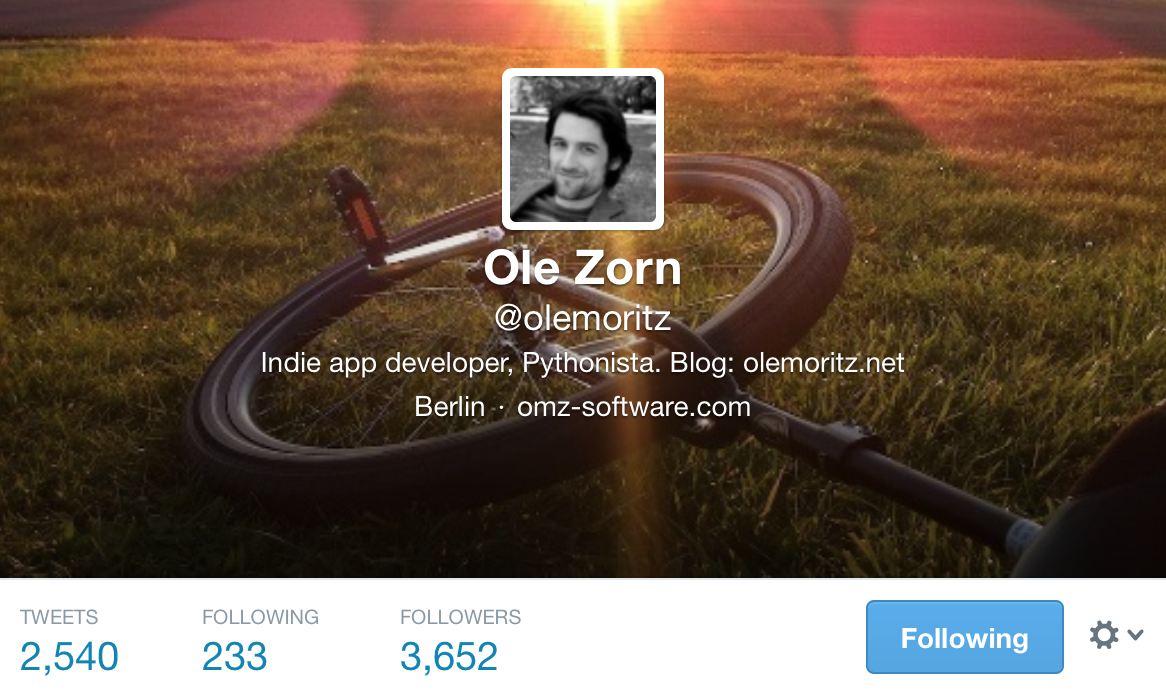 Ole Zorn
@olemoritz
Indie app developer, Pythonista. Blog: olemoritz.net
Berlin · omz-software.com
TWEETS FOLLOWING FOLLOWERS
2,540 233 3,652
Following